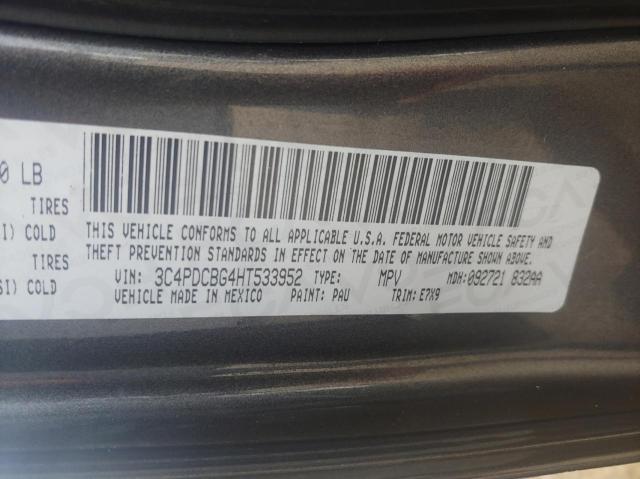 0 LB
TIRES
SI) COLD
TIRES
SI) COLD
THIS VEHICLE CONFORMS TO ALL APPLICABLE U.S.A. FEDERAL MOTOR VEHICLE SAFETY AND
THEFT PREVENTION STANDARDS IN EFFECT ON THE DATE OF MANUFACTURE SHOWN ABOVE.
VIN: 3C4PDCBG4HT533952 TYPE: MPV MDH:092721 832AA
VEHICLE MADE IN MEXICO PAINT: PAU TRIM: E7X9